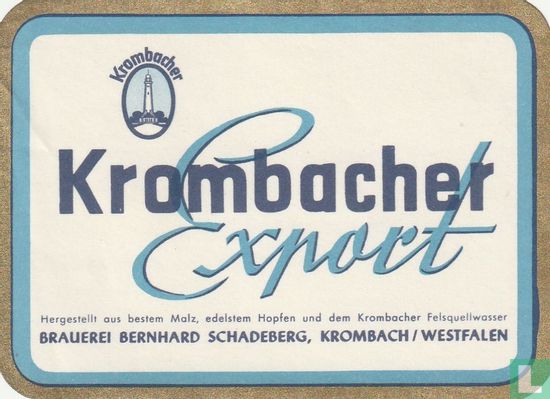 Krombacher
Krombacher
Export
Hergestellt aus bestem Malz, edelstem Hopfen und dem Krombacher Felsquellwasser
BRAUEREI BERNHARD SCHADEBERG, KROMBACH/WESTFALEN